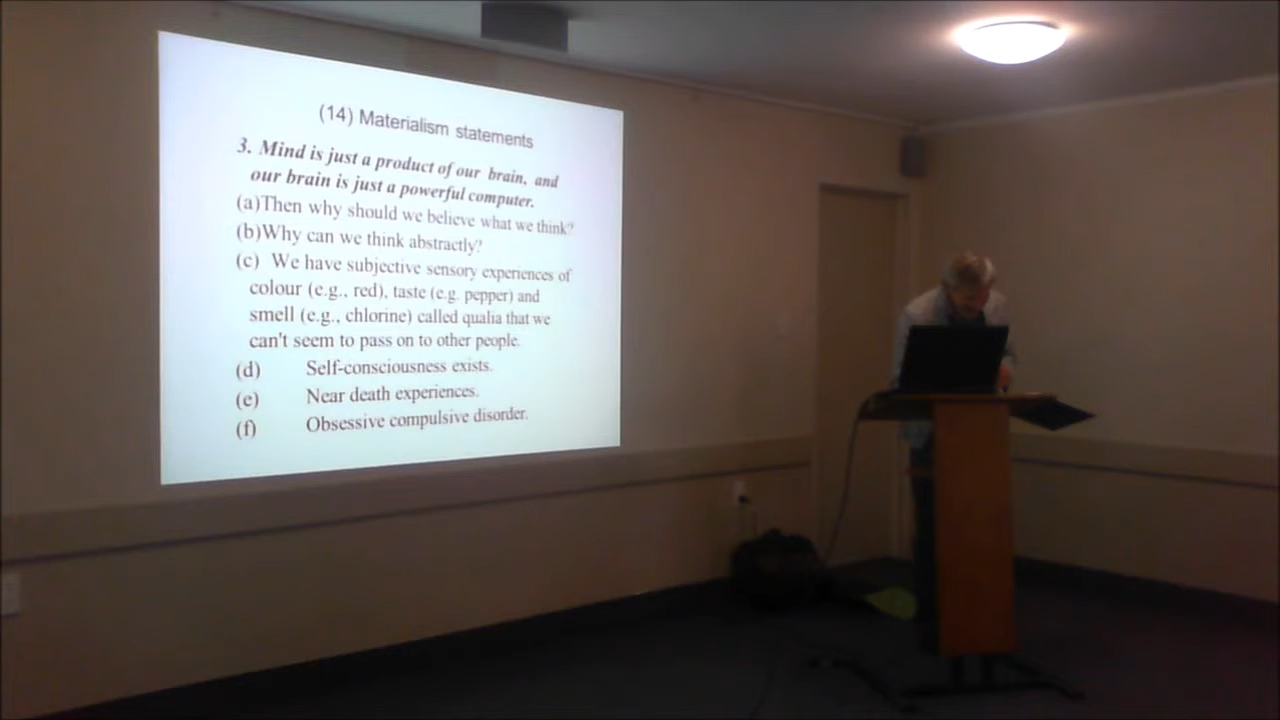 (14) Materialism statements
3. Mind is just a product of our brain, and
our brain is just a powerful computer.
(a)Then why should we believe what we think?
(b)Why can we think abstractly?
(c) We have subjective sensory experiences of
colour (e.g., red), taste (e.g. pepper) and
smell (e.g., chlorine) called qualia that we
can't seem to pass on to other people.
(d) Self-consciousness exists.
(e) Near death experiences.
(f) Obsessive compulsive disorder.